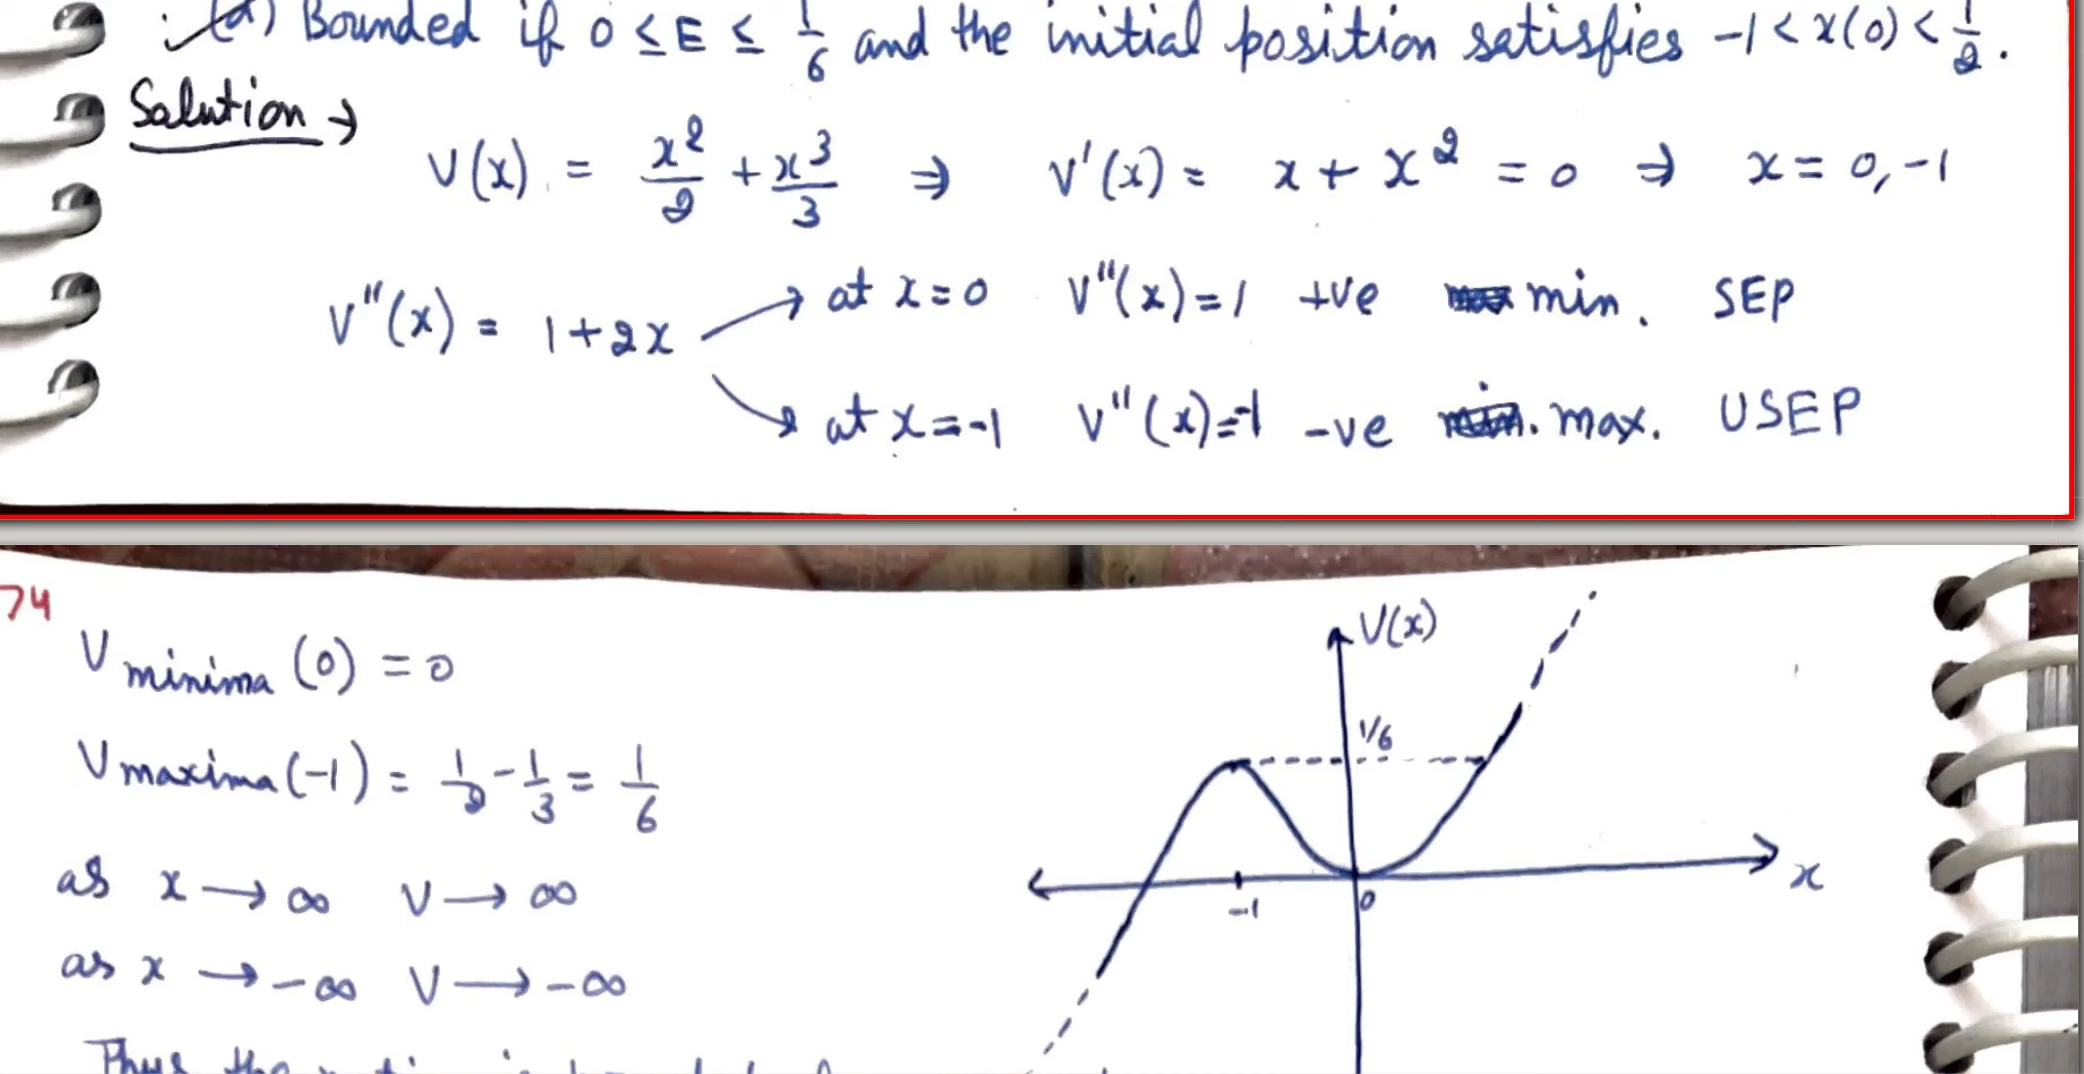 (d) Bounded if 0 ≤ E ≤ 1/6 and the initial position satisfies -1 < x(0) < 1/2.
Solution →
V(x) = x²/2 + x³/3 ⇒ V'(x) = x + x² = 0 ⇒ x = 0, -1
V''(x) = 1+2x → at x=0 V''(x)=1 +ve min. SEP
→ at x=-1 V''(x)=-1 -ve max. USEP
74
V minima (0) = 0
V maxima (-1) = 1/2 - 1/3 = 1/6
as x → ∞ V → ∞
as x → -∞ V → -∞
Thus the
V(x)
1/6
-1
0
x